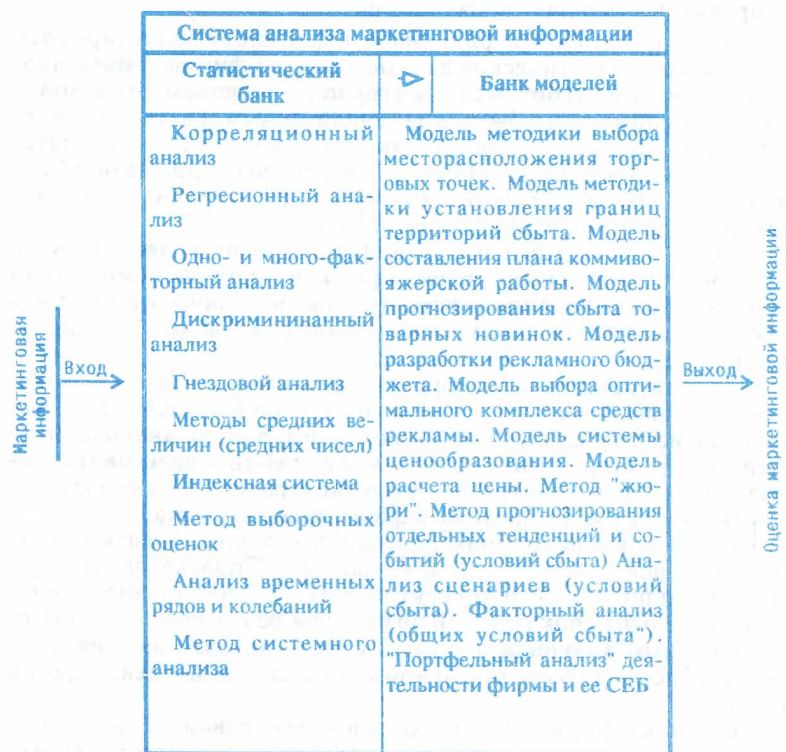 Система анализа маркетинговой информации
Статистический
банк
Банк моделей
Корреляционный
анализ
Регресионный ана-
лиз
Одно- и много-фак-
торный анализ
Дискримининанный
анализ
Гнездовой анализ
Методы средних ве-
личин (средних чисел)
Индексная система
Метод выборочных
оценок
Анализ временных
рядов и колебаний
Метод системного
анализа
Модель методики выбора
месторасположения торг-
овых точек. Модель методи-
ки установления границ
территорий сбыта. Модель
составления плана коммиво-
яжерской работы. Модель
прогнозирования сбыта то-
варных новинок. Модель
разработки рекламного бюд-
жета. Модель выбора опти-
мального комплекса средств
рекламы. Модель системы
ценообразования. Модель
расчета цены. Метод "жю-
ри". Метод прогнозирования
отдельных тенденций и со-
бытий (условий сбыта) Ана-
лиз сценариев (условий
сбыта). Факторный анализ
(общих условий сбыта").
"Портфельный анализ" дея-
тельности фирмы и ее СЕБ
Маркетинговая
информация
Вход
Выход
Оценка маркетинговой информации